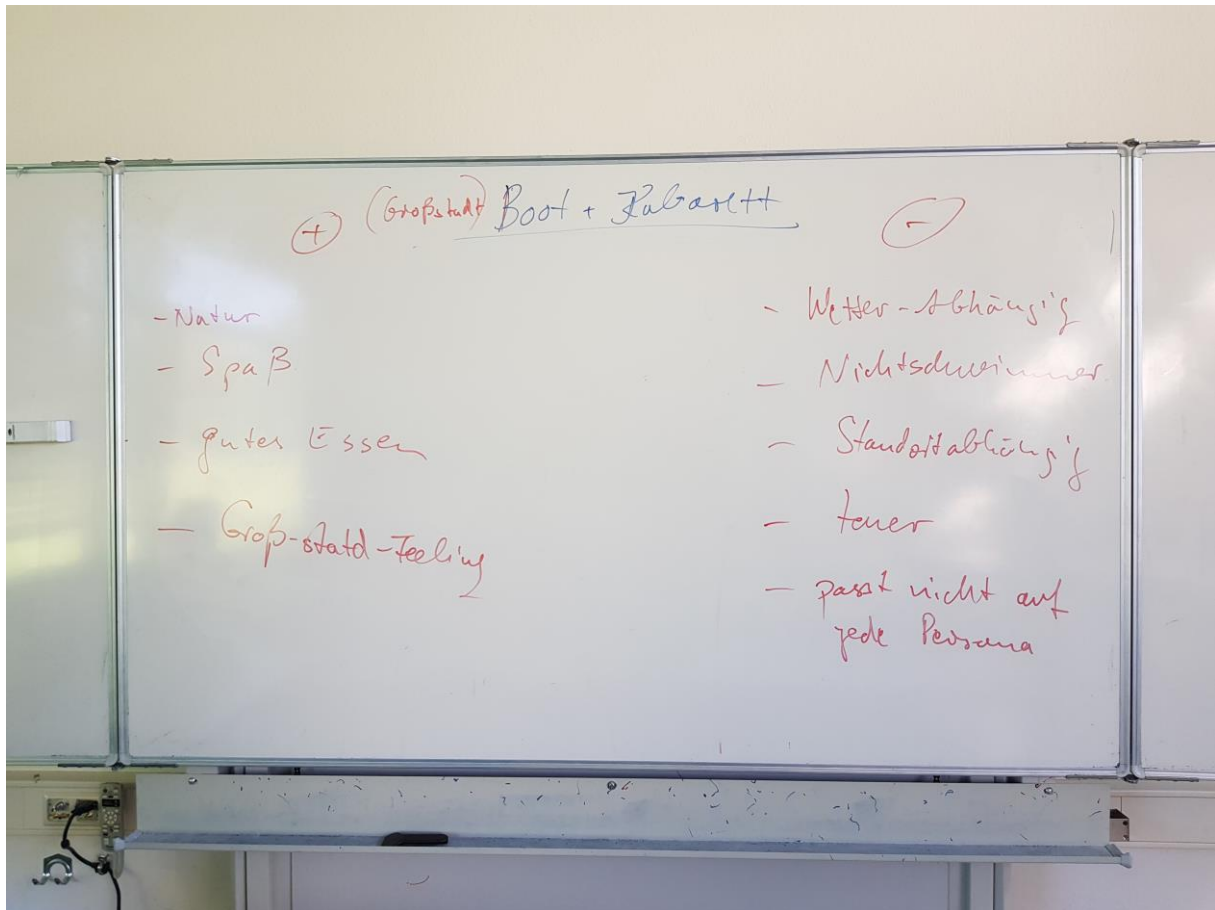 + (Großstadt) Boot + Kabarett -
- Natur
- Spaß
- gutes Essen
- Groß-statd-Feeling
- Wetter-Abhängig
- Nichtschwimmer
- Standortabhängig
- teuer
- passt nicht auf
jede Persona